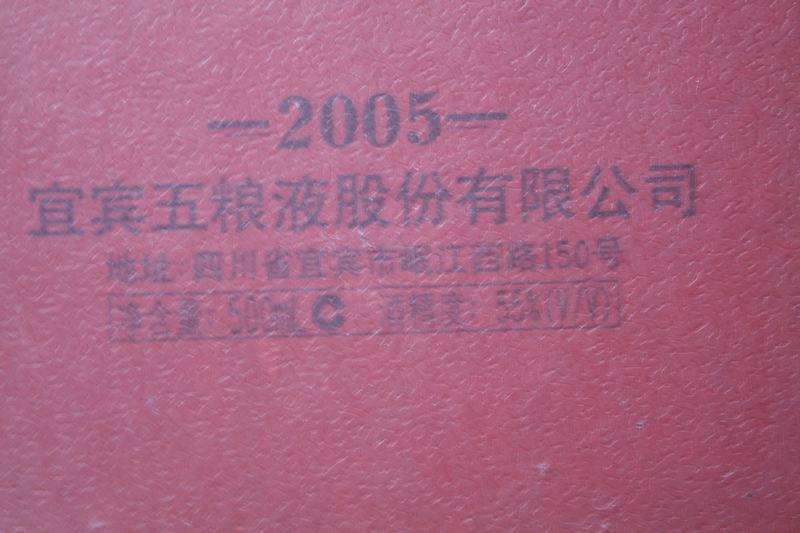 —2005—
宜宾五粮液股份有限公司
地址:四川省宜宾市岷江西路150号
净含量:500mL C 酒精度:55%(V/V)